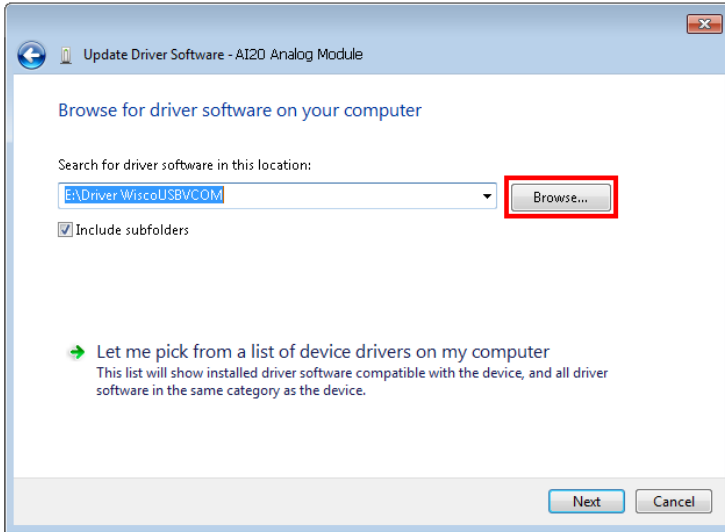 Update Driver Software - AI20 Analog Module
Browse for driver software on your computer
Search for driver software in this location:
E:\Driver WiscoUSBVCOM
Browse...
Include subfolders
Let me pick from a list of device drivers on my computer
This list will show installed driver software compatible with the device, and all driver
software in the same category as the device.
Next
Cancel